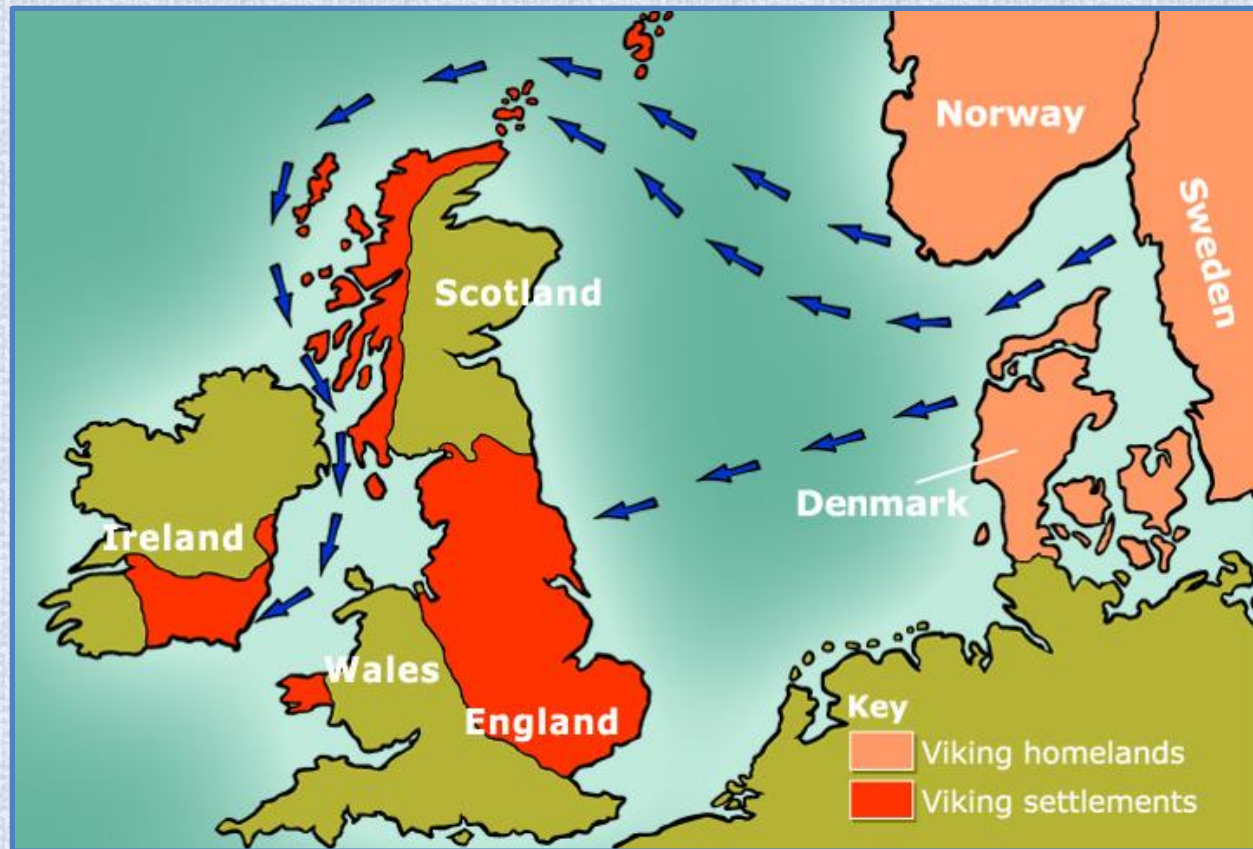 Norway
Sweden
Scotland
Denmark
Ireland
Wales
England
Key
Viking homelands
Viking settlements